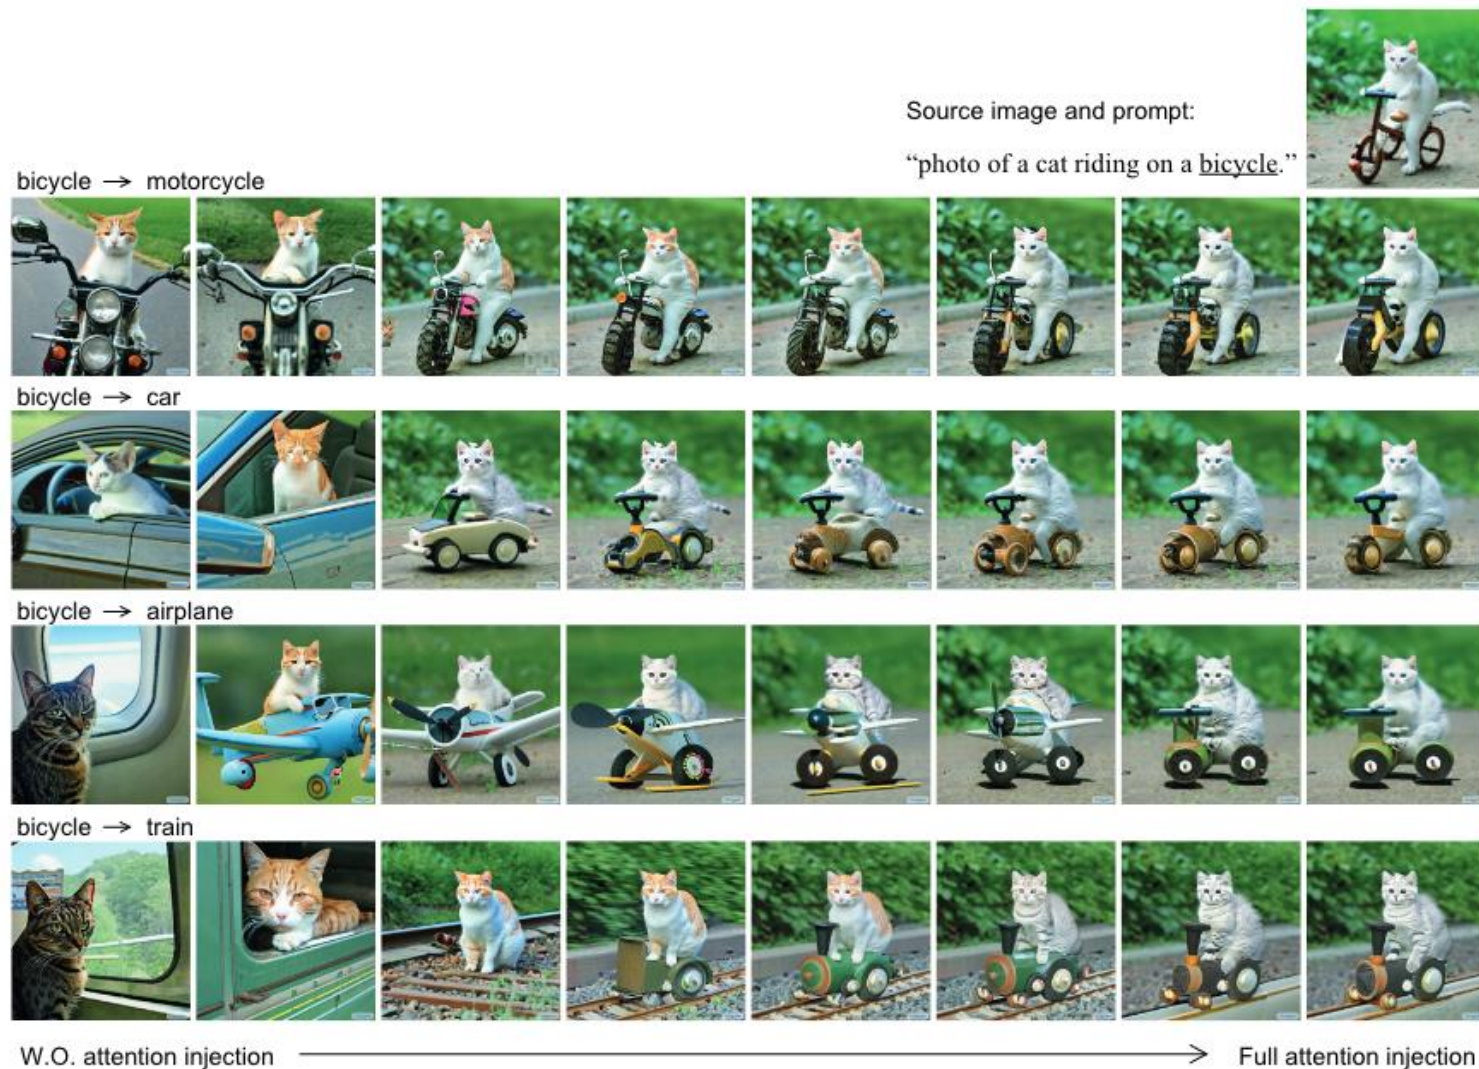 Source image and prompt:
“photo of a cat riding on a bicycle.”
bicycle → motorcycle
bicycle → car
bicycle → airplane
bicycle → train
W.O. attention injection
Full attention injection